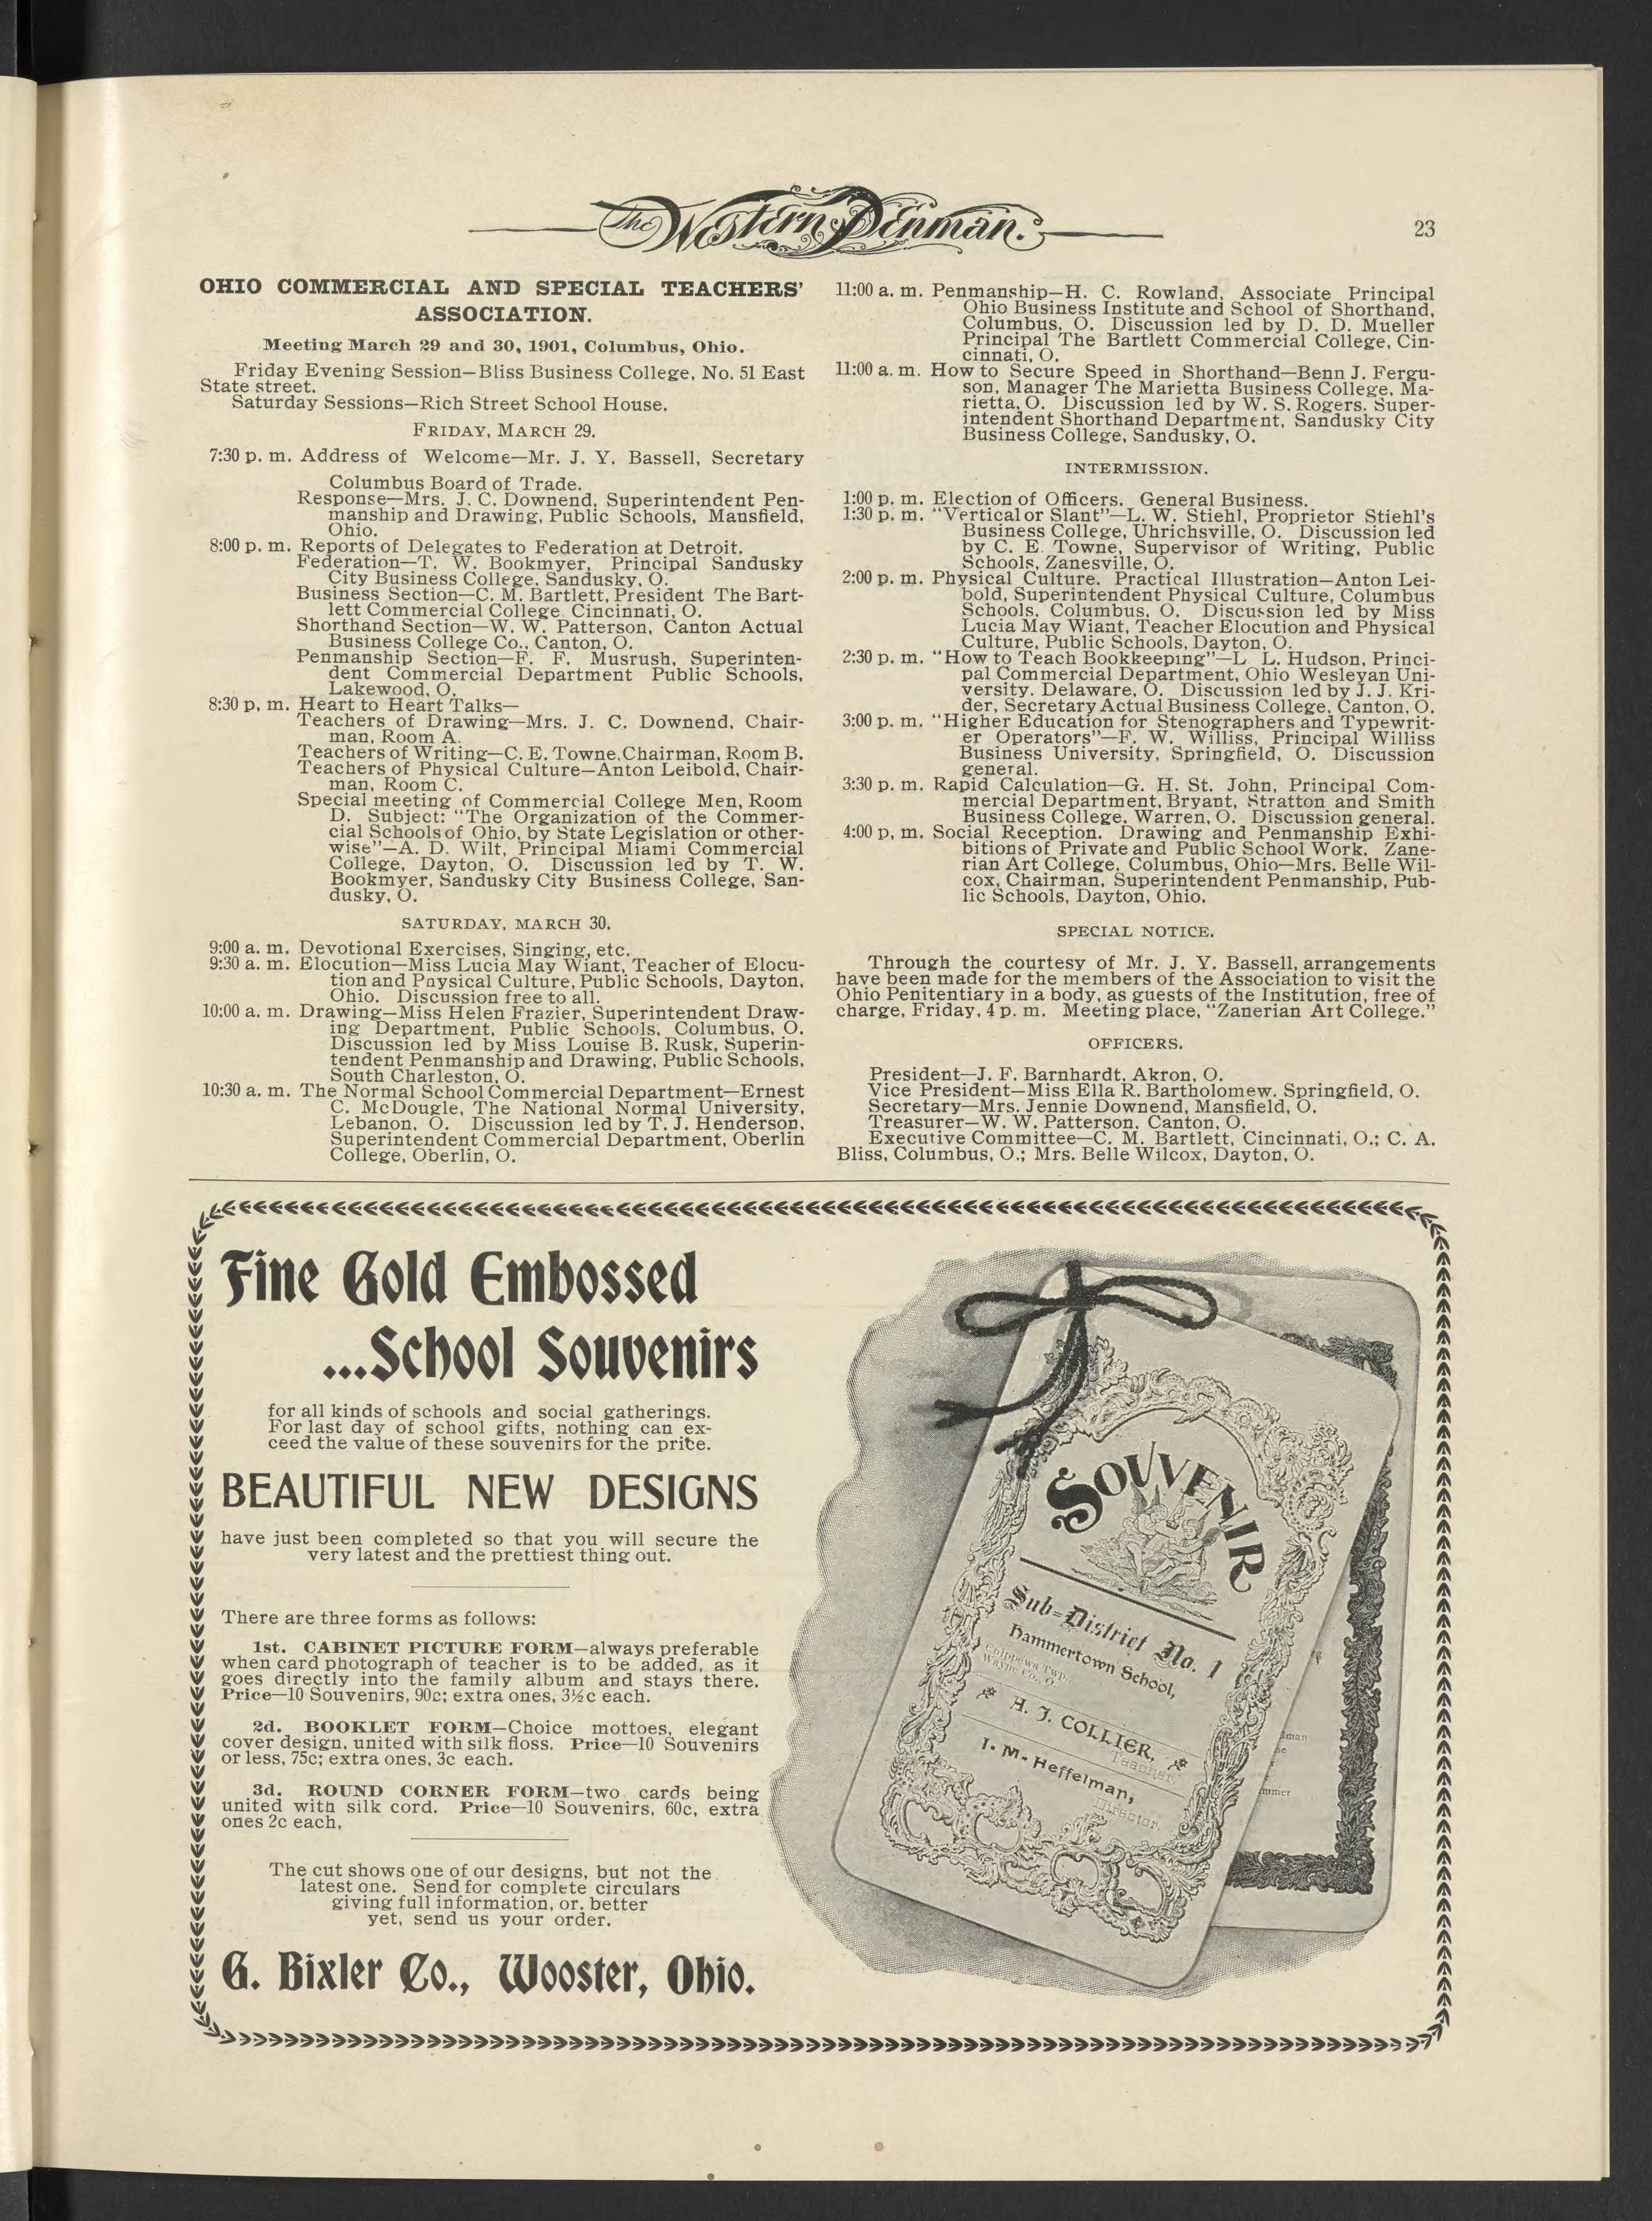 The Western Penman.
23
OHIO COMMERCIAL AND SPECIAL TEACHERS'
ASSOCIATION.
Meeting March 29 and 30, 1901, Columbus, Ohio.
Friday Evening Session—Bliss Business College, No. 51 East
State street.
Saturday Sessions—Rich Street School House.
FRIDAY, MARCH 29.
7:30 p. m. Address of Welcome—Mr. J. Y. Bassell, Secretary
Columbus Board of Trade.
Response—Mrs. J. C. Downend, Superintendent Pen-
manship and Drawing, Public Schools, Mansfield,
Ohio.
8:00 p. m. Reports of Delegates to Federation at Detroit.
Federation—T. W. Bookmyer, Principal Sandusky
City Business College, Sandusky, O.
Business Section—C. M. Bartlett, President The Bart-
lett Commercial College Cincinnati, O.
Shorthand Section—W. W. Patterson, Canton Actual
Business College Co., Canton, O.
Penmanship Section—F. F. Musrush, Superinten-
dent Commercial Department Public Schools,
Lakewood, O.
8:30 p, m. Heart to Heart Talks—
Teachers of Drawing—Mrs. J. C. Downend, Chair-
man, Room A.
Teachers of Writing—C. E. Towne, Chairman, Room B.
Teachers of Physical Culture—Anton Leibold, Chair-
man, Room C.
Special meeting of Commercial College Men, Room
D. Subject: "The Organization of the Commer-
cial Schools of Ohio, by State Legislation or other-
wise"—A. D. Wilt, Principal Miami Commercial
College, Dayton, O. Discussion led by T. W.
Bookmyer, Sandusky City Business College, San-
dusky, O.
SATURDAY, MARCH 30.
9:00 a. m. Devotional Exercises, Singing, etc.
9:30 a. m. Elocution—Miss Lucia May Wiant, Teacher of Elocu-
tion and Pnysical Culture, Public Schools, Dayton,
Ohio. Discussion free to all.
10:00 a. m. Drawing—Miss Helen Frazier, Superintendent Draw-
ing Department, Public Schools, Columbus, O.
Discussion led by Miss Louise B. Rusk, Superin-
tendent Penmanship and Drawing, Public Schools,
South Charleston, O.
10:30 a. m. The Normal School Commercial Department—Ernest
C. McDougle, The National Normal University,
Lebanon, O. Discussion led by T. J. Henderson,
Superintendent Commercial Department, Oberlin
College, Oberlin, O.
11:00 a. m. Penmanship—H. C. Rowland, Associate Principal
Ohio Business Institute and School of Shorthand,
Columbus, O. Discussion led by D. D. Mueller
Principal The Bartlett Commercial College, Cin-
cinnati, O.
11:00 a. m. How to Secure Speed in Shorthand—Benn J. Fergu-
son, Manager The Marietta Business College, Ma-
rietta, O. Discussion led by W. S. Rogers. Super-
intendent Shorthand Department, Sandusky City
Business College, Sandusky, O.
INTERMISSION.
1:00 p. m. Election of Officers. General Business.
1:30 p. m. "Vertical or Slant"—L. W. Stiehl, Proprietor Stiehl's
Business College, Uhrichsville, O. Discussion led
by C. E. Towne, Supervisor of Writing, Public
Schools, Zanesville, O.
2:00 p. m. Physical Culture. Practical Illustration—Anton Lei-
bold, Superintendent Physical Culture, Columbus
Schools, Columbus, O. Discussion led by Miss
Lucia May Wiant, Teacher Elocution and Physical
Culture, Public Schools, Dayton, O.
2:30 p. m. "How to Teach Bookkeeping"—L L. Hudson, Princi-
pal Commercial Department, Ohio Wesleyan Uni-
versity. Delaware, O. Discussion led by J. J. Kri-
der, Secretary Actual Business College, Canton, O.
3:00 p. m. "Higher Education for Stenographers and Typewrit-
er Operators"—F. W. Williss, Principal Williss
Business University, Springfield, O. Discussion
general.
3:30 p. m. Rapid Calculation—G. H. St. John, Principal Com-
mercial Department, Bryant, Stratton and Smith
Business College, Warren, O. Discussion general.
4:00 p, m. Social Reception. Drawing and Penmanship Exhi-
bitions of Private and Public School Work. Zane-
rian Art College, Columbus, Ohio—Mrs. Belle Wil-
cox, Chairman, Superintendent Penmanship, Pub-
lic Schools, Dayton, Ohio.
SPECIAL NOTICE.
Through the courtesy of Mr. J. Y. Bassell, arrangements
have been made for the members of the Association to visit the
Ohio Penitentiary in a body, as guests of the Institution, free of
charge, Friday, 4 p. m. Meeting place, "Zanerian Art College."
OFFICERS.
President—J. F. Barnhardt, Akron, O.
Vice President—Miss Ella R. Bartholomew, Springfield, O.
Secretary—Mrs. Jennie Downend, Mansfield, O.
Treasurer—W. W. Patterson, Canton, O.
Executive Committee—C. M. Bartlett, Cincinnati, O.; C. A.
Bliss, Columbus, O.; Mrs. Belle Wilcox, Dayton, O.
Fine Gold Embossed
...School Souvenirs
for all kinds of schools and social gatherings.
For last day of school gifts, nothing can ex-
ceed the value of these souvenirs for the price.
BEAUTIFUL NEW DESIGNS
have just been completed so that you will secure the
very latest and the prettiest thing out.
There are three forms as follows:
1st. CABINET PICTURE FORM—always preferable
when card photograph of teacher is to be added, as it
goes directly into the family album and stays there.
Price—10 Souvenirs, 90c; extra ones, 3½c each.
2d. BOOKLET FORM—Choice mottoes, elegant
cover design, united with silk floss. Price—10 Souvenirs
or less, 75c; extra ones, 3c each.
3d. ROUND CORNER FORM—two cards being
united with silk cord. Price—10 Souvenirs, 60c, extra
ones 2c each,
The cut shows one of our designs, but not the
latest one. Send for complete circulars
giving full information, or, better
yet, send us your order.
G. Bixler Co., Wooster, Ohio.
SOUVENIR
Sub-District No. 1
Hammertown School,
Chippewa Twp.
Wayne Co., O.
A. J. COLLIER,
Teacher.
I. M. Heffelman,
Director.